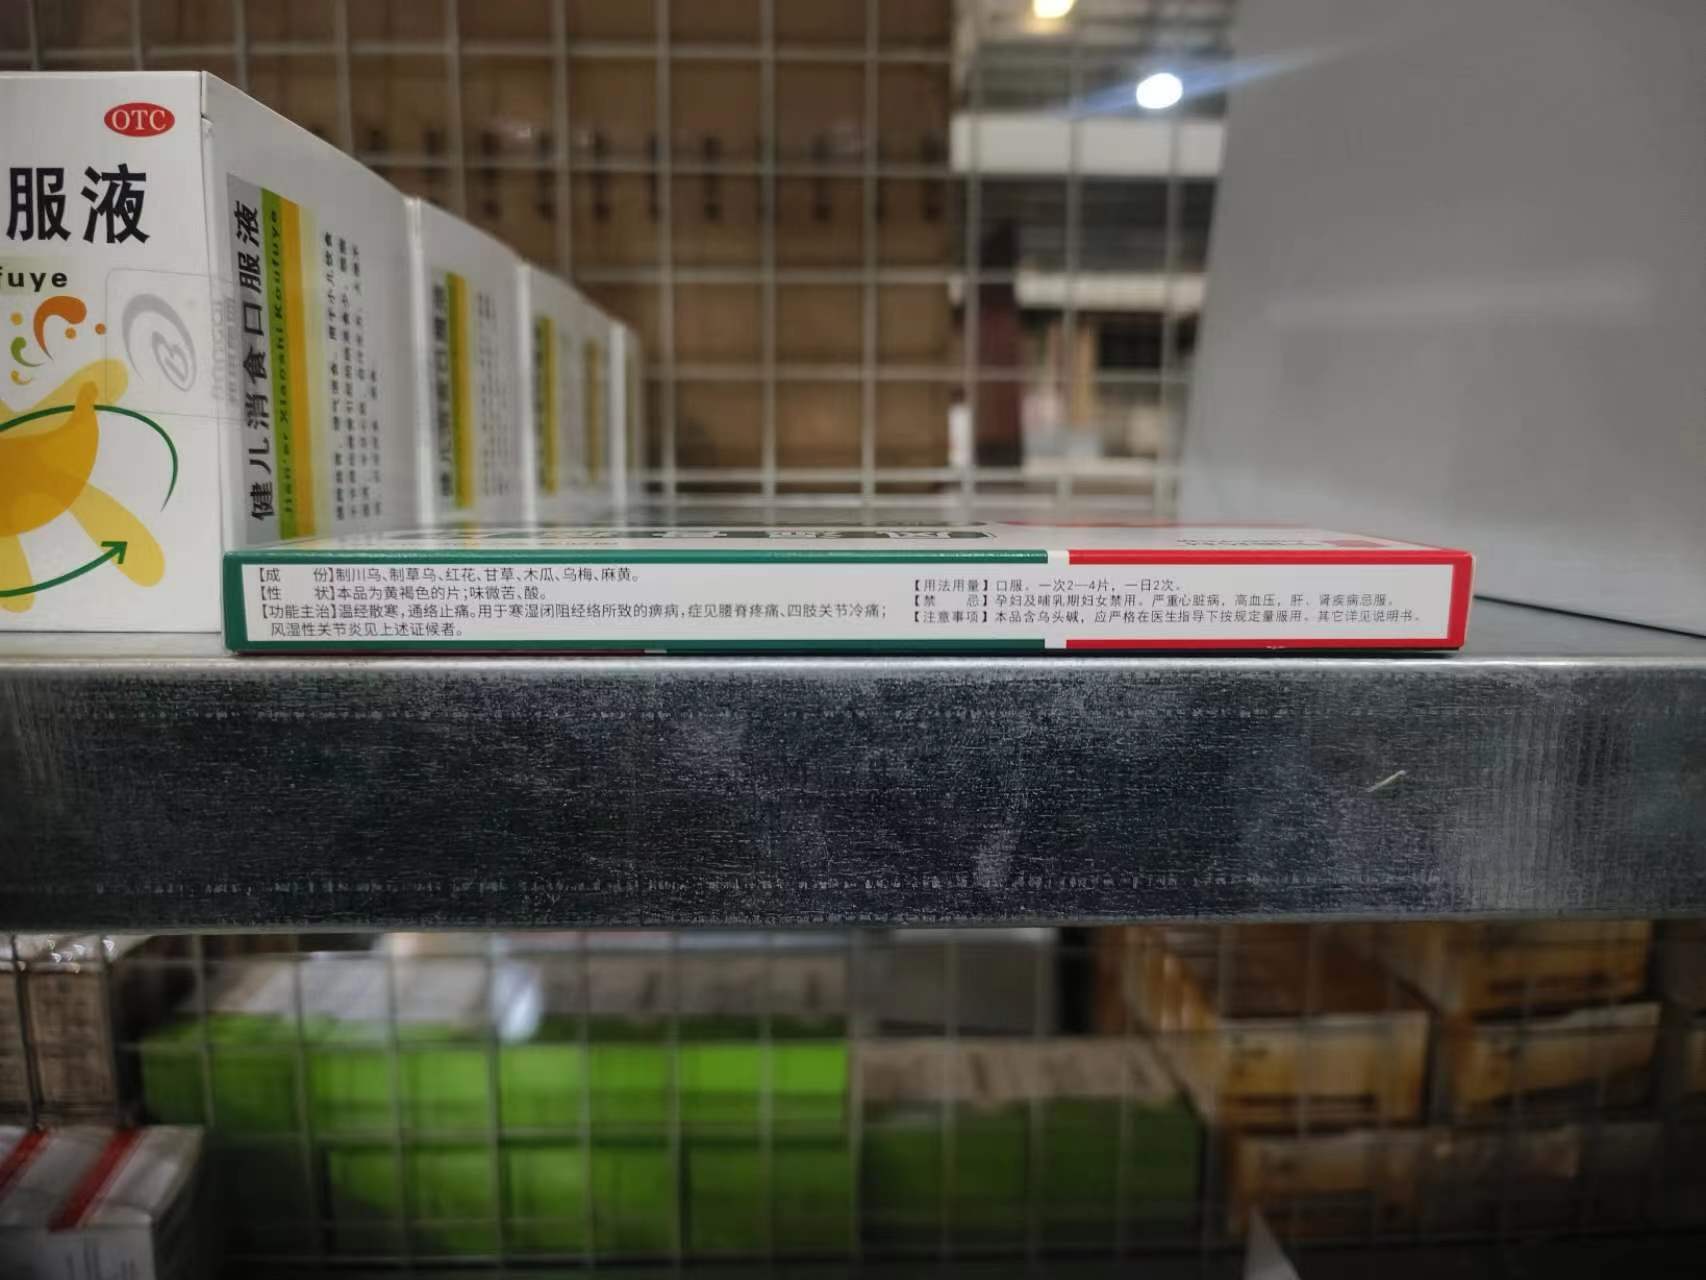 OTC
服液
fuye
健儿消食口服液
Jian'er Xiaoshi Koufuye
【成 份】制川乌、制草乌、红花、甘草、木瓜、乌梅、麻黄。
【性 状】本品为黄褐色的片;味微苦、酸。
【功能主治】温经散寒,通络止痛。用于寒湿闭阻经络所致的痹病,症见腰脊疼痛、四肢关节冷痛;
风湿性关节炎见上述证候者。
【用法用量】口服。一次2—4片,一日2次。
【禁 忌】孕妇及哺乳期妇女禁用。严重心脏病,高血压,肝、肾疾病忌服。
【注意事项】本品含乌头碱,应严格在医生指导下按规定量服用。其它详见说明书。